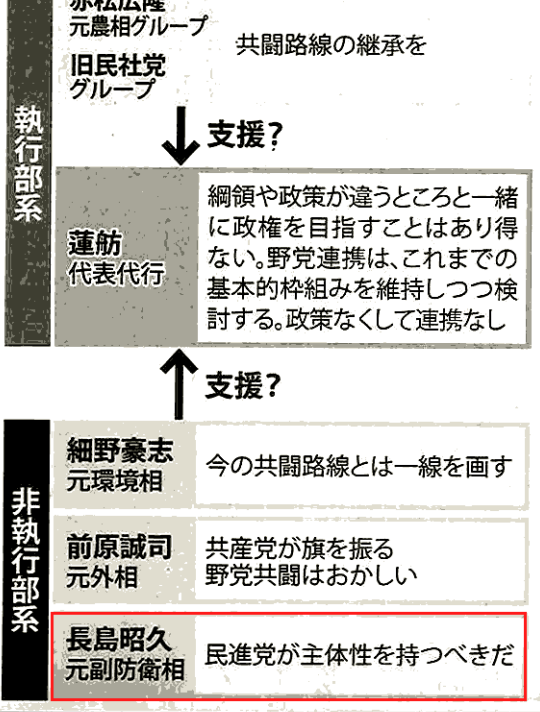 赤松広隆
元農相グループ
共闘路線の継承を
旧民社党
グループ
執行部系
支援?
蓮舫
代表代行
綱領や政策が違うところと一緒
に政権を目指すことはあり得
ない。野党連携は、これまでの
基本的枠組みを維持しつつ検
討する。政策なくして連携なし
支援?
非執行部系
細野豪志
元環境相
今の共闘路線とは一線を画す
前原誠司
元外相
共産党が旗を振る
野党共闘はおかしい
長島昭久
元副防衛相
民進党が主体性を持つべきだ